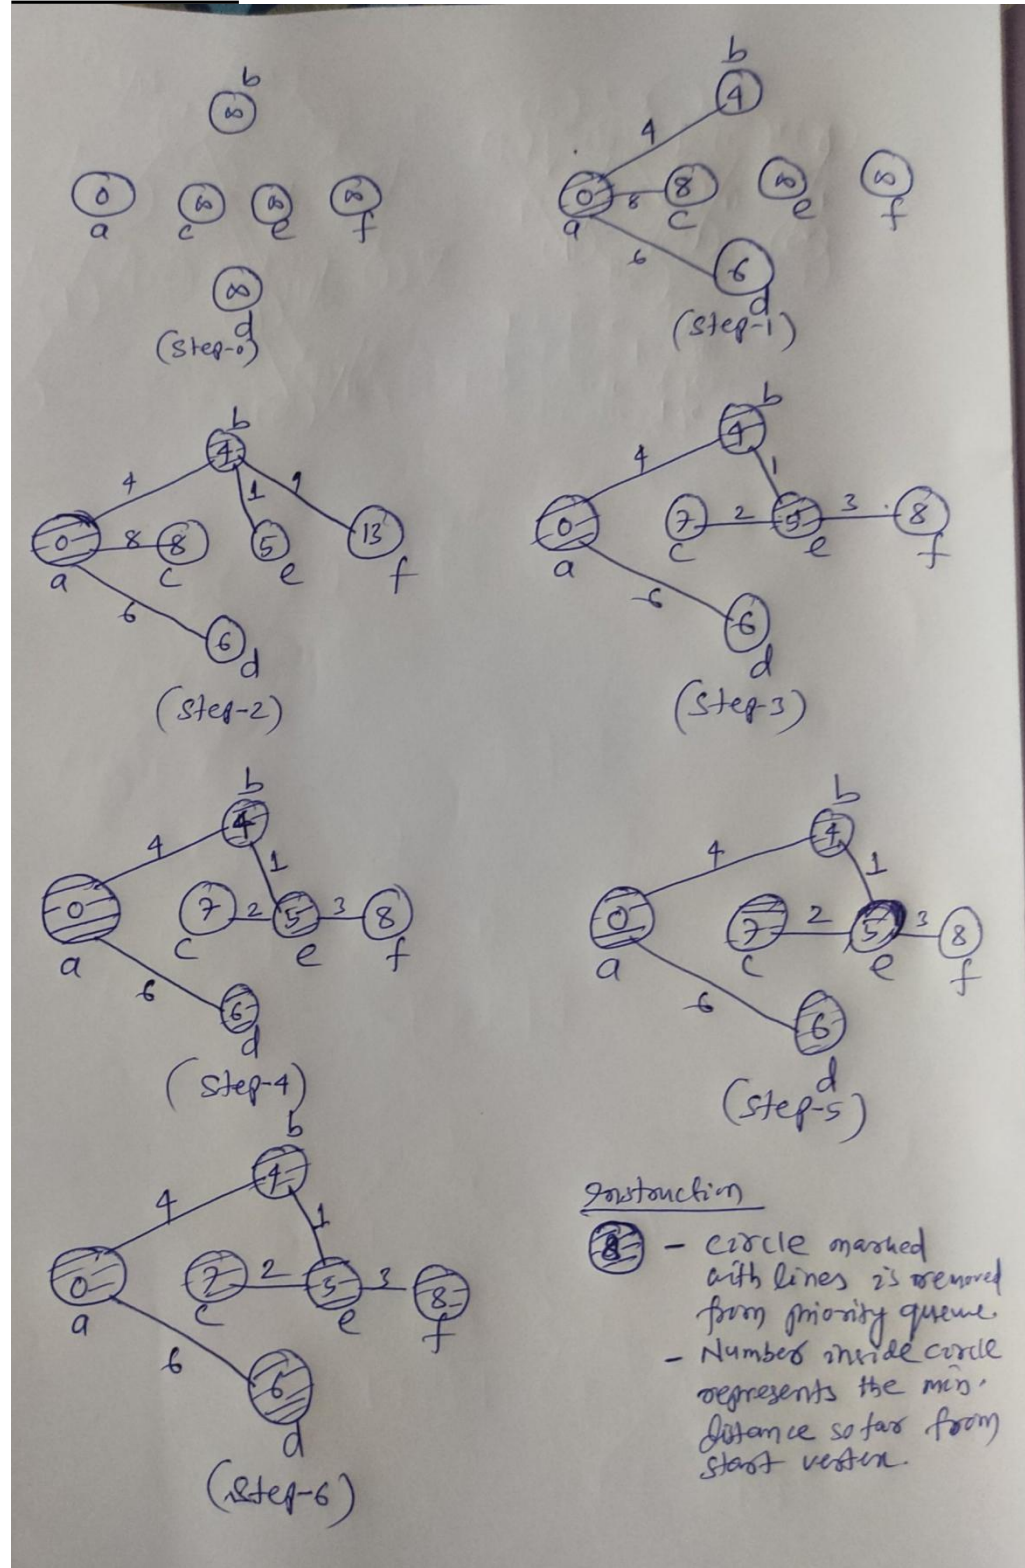 b
∞
0 ∞ ∞ ∞
a c e f
∞
d
(Step-0)
b
4
4
0 8 8 ∞ ∞
a c e f
6
6
d
(Step-1)
b
4
4
1 9
0 8 8 5 13
a c e f
6
6
d
(Step-2)
b
4
4
1
0 7 2 5 3 8
a c e f
6
6
d
(Step-3)
b
4
4
1
0 7 2 5 3 8
a c e f
6
6
d
(Step-4)
b
4
4
1
0 7 2 5 3 8
a c e f
6
6
d
(Step-5)
b
4
4
1
0 7 2 5 3 8
a c e f
6
6
d
(Step-6)
Instruction
8 - circle marked
with lines is removed
from priority queue.
- Number inside circle
represents the min.
distance so far from
start vertex.